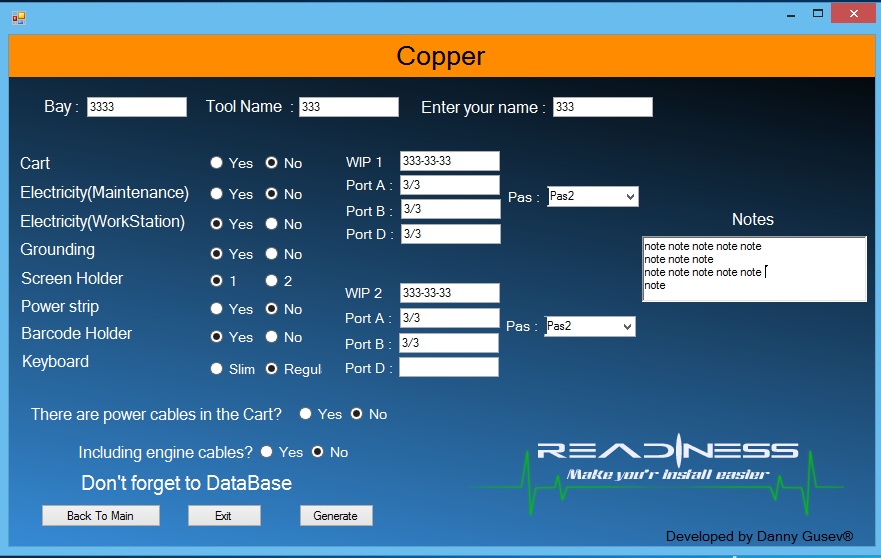 Copper
Bay : 3333 Tool Name : 333 Enter your name : 333
Cart Yes No WIP 1 333-33-33
Port A : 3/3
Electricity(Maintenance) Yes No Pas : Pas2
Port B : 3/3
Electricity(WorkStation) Yes No Notes
Port D : 3/3
Grounding Yes No
note note note note note
note note note
note note note note note
note
Screen Holder 1 2 WIP 2 333-33-33
Power strip Yes No Port A : 3/3
Pas : Pas2
Barcode Holder Yes No Port B : 3/3
Keyboard Slim Regul Port D :
There are power cables in the Cart? Yes No
Including engine cables? Yes No
READINESS
Make you'r install easier
Don't forget to DataBase
Back To Main Exit Generate
Developed by Danny Gusev®